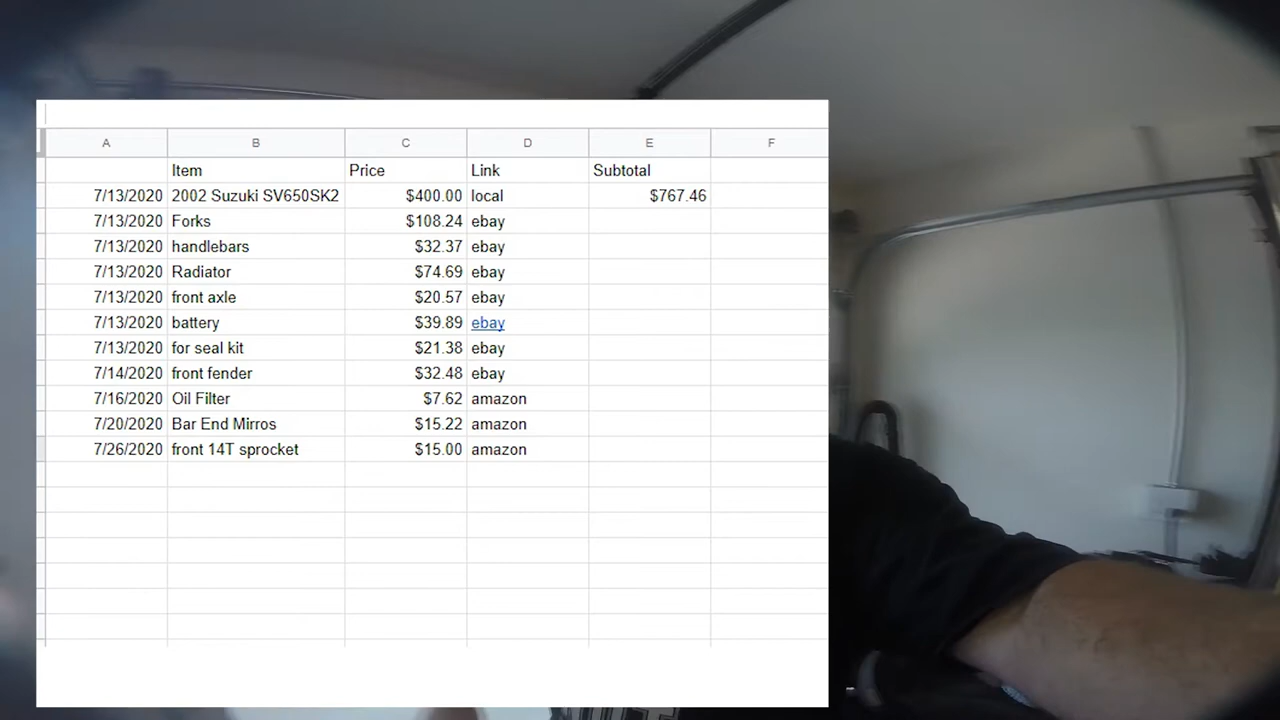 A B C D E F
Item Price Link Subtotal
7/13/2020 2002 Suzuki SV650SK2 $400.00 local $767.46
7/13/2020 Forks $108.24 ebay
7/13/2020 handlebars $32.37 ebay
7/13/2020 Radiator $74.69 ebay
7/13/2020 front axle $20.57 ebay
7/13/2020 battery $39.89 ebay
7/13/2020 for seal kit $21.38 ebay
7/14/2020 front fender $32.48 ebay
7/16/2020 Oil Filter $7.62 amazon
7/20/2020 Bar End Mirros $15.22 amazon
7/26/2020 front 14T sprocket $15.00 amazon